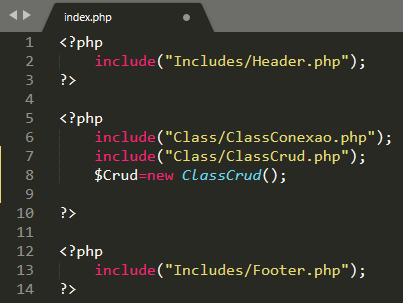 index.php
1 <?php
2     include("Includes/Header.php");
3 ?>
4
5 <?php
6     include("Class/ClassConexao.php");
7     include("Class/ClassCrud.php");
8     $Crud=new ClassCrud();
9
10 ?>
11
12 <?php
13     include("Includes/Footer.php");
14 ?>